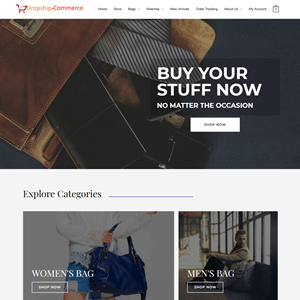 Dropship-Commerce
Home Store Bags Watches New Arrivals Order Tracking About Us My Account 0
BUY YOUR
STUFF NOW
NO MATTER THE OCCASION
SHOP NOW
Explore Categories
WOMEN'S BAG
SHOP NOW
MEN'S BAG
SHOP NOW